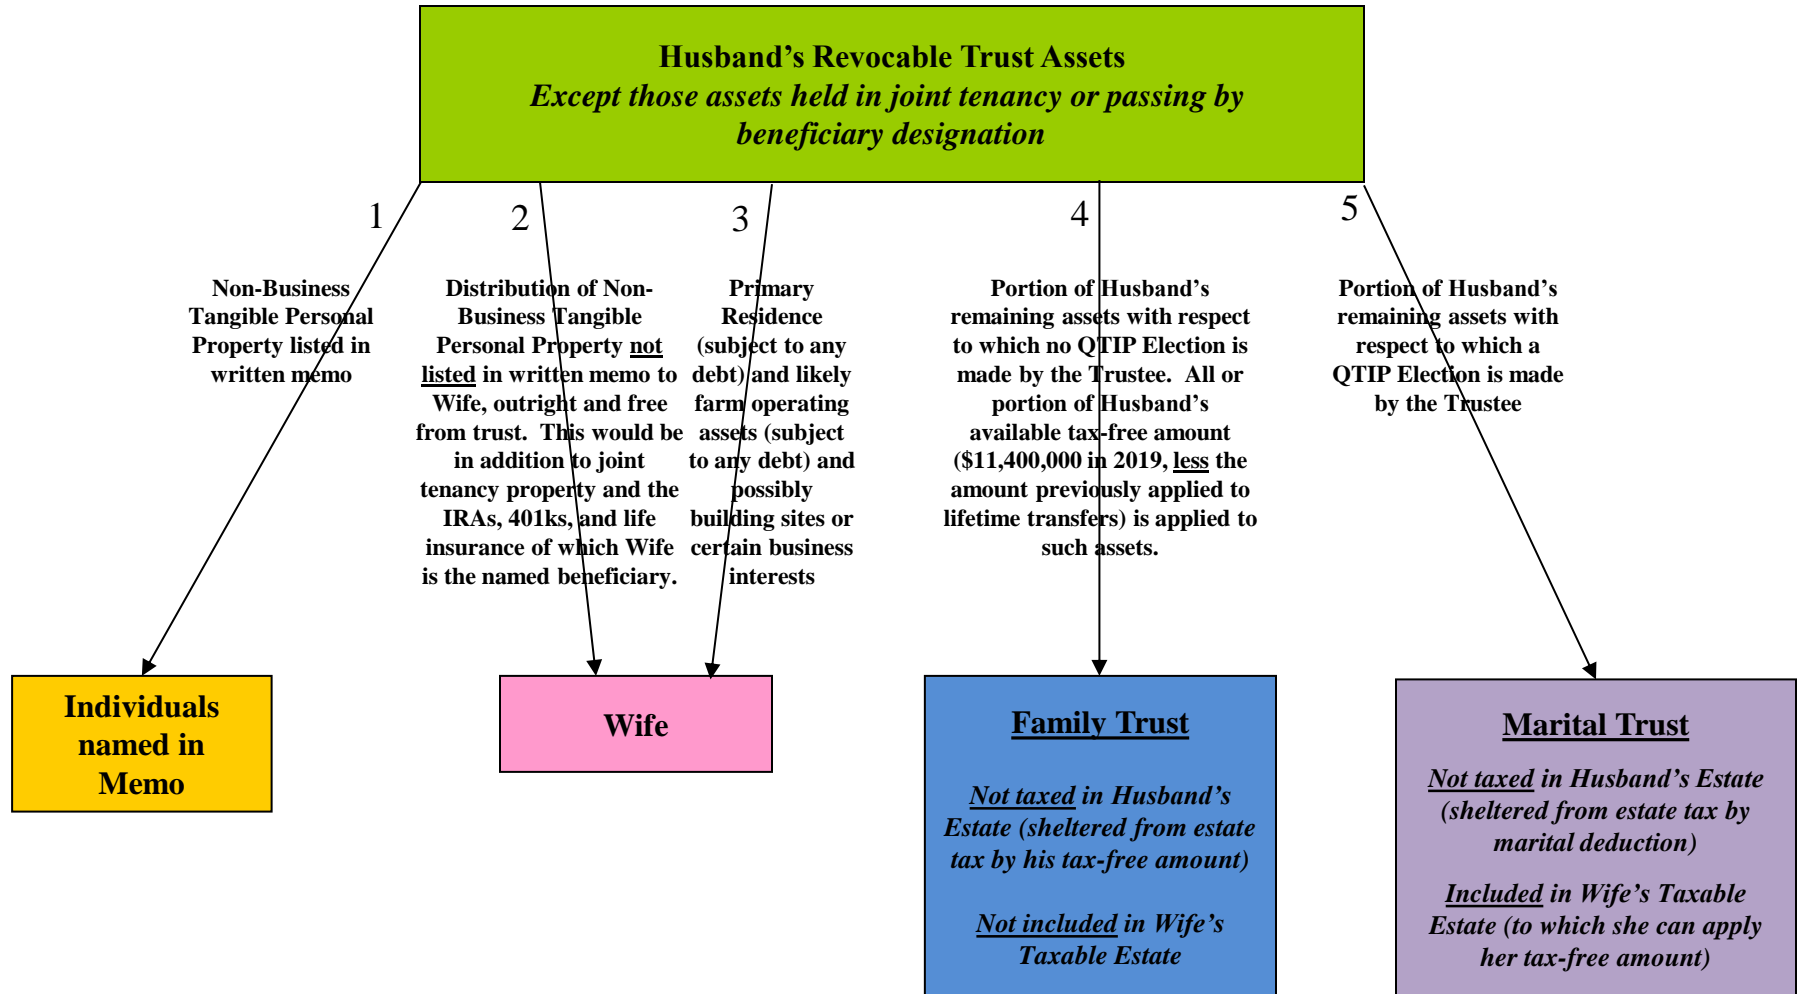 Husband’s Revocable Trust Assets
Except those assets held in joint tenancy or passing by
beneficiary designation
1
2
3
4
5
Non-Business
Tangible Personal
Property listed in
written memo
Distribution of Non-
Business Tangible
Personal Property not
listed in written memo to
Wife, outright and free
from trust.  This would be
in addition to joint
tenancy property and the
IRAs, 401ks, and life
insurance of which Wife
is the named beneficiary.
Primary
Residence
(subject to any
debt) and likely
farm operating
assets (subject
to any debt) and
possibly
building sites or
certain business
interests
Portion of Husband’s
remaining assets with respect
to which no QTIP Election is
made by the Trustee.  All or
portion of Husband’s
available tax-free amount
($11,400,000 in 2019, less the
amount previously applied to
lifetime transfers) is applied to
such assets.
Portion of Husband’s
remaining assets with
respect to which a
QTIP Election is made
by the Trustee
Individuals
named in
Memo
Wife
Family Trust
Not taxed in Husband’s
Estate (sheltered from estate
tax by his tax-free amount)
Not included in Wife’s
Taxable Estate
Marital Trust
Not taxed in Husband’s Estate
(sheltered from estate tax by
marital deduction)
Included in Wife’s Taxable
Estate (to which she can apply
her tax-free amount)